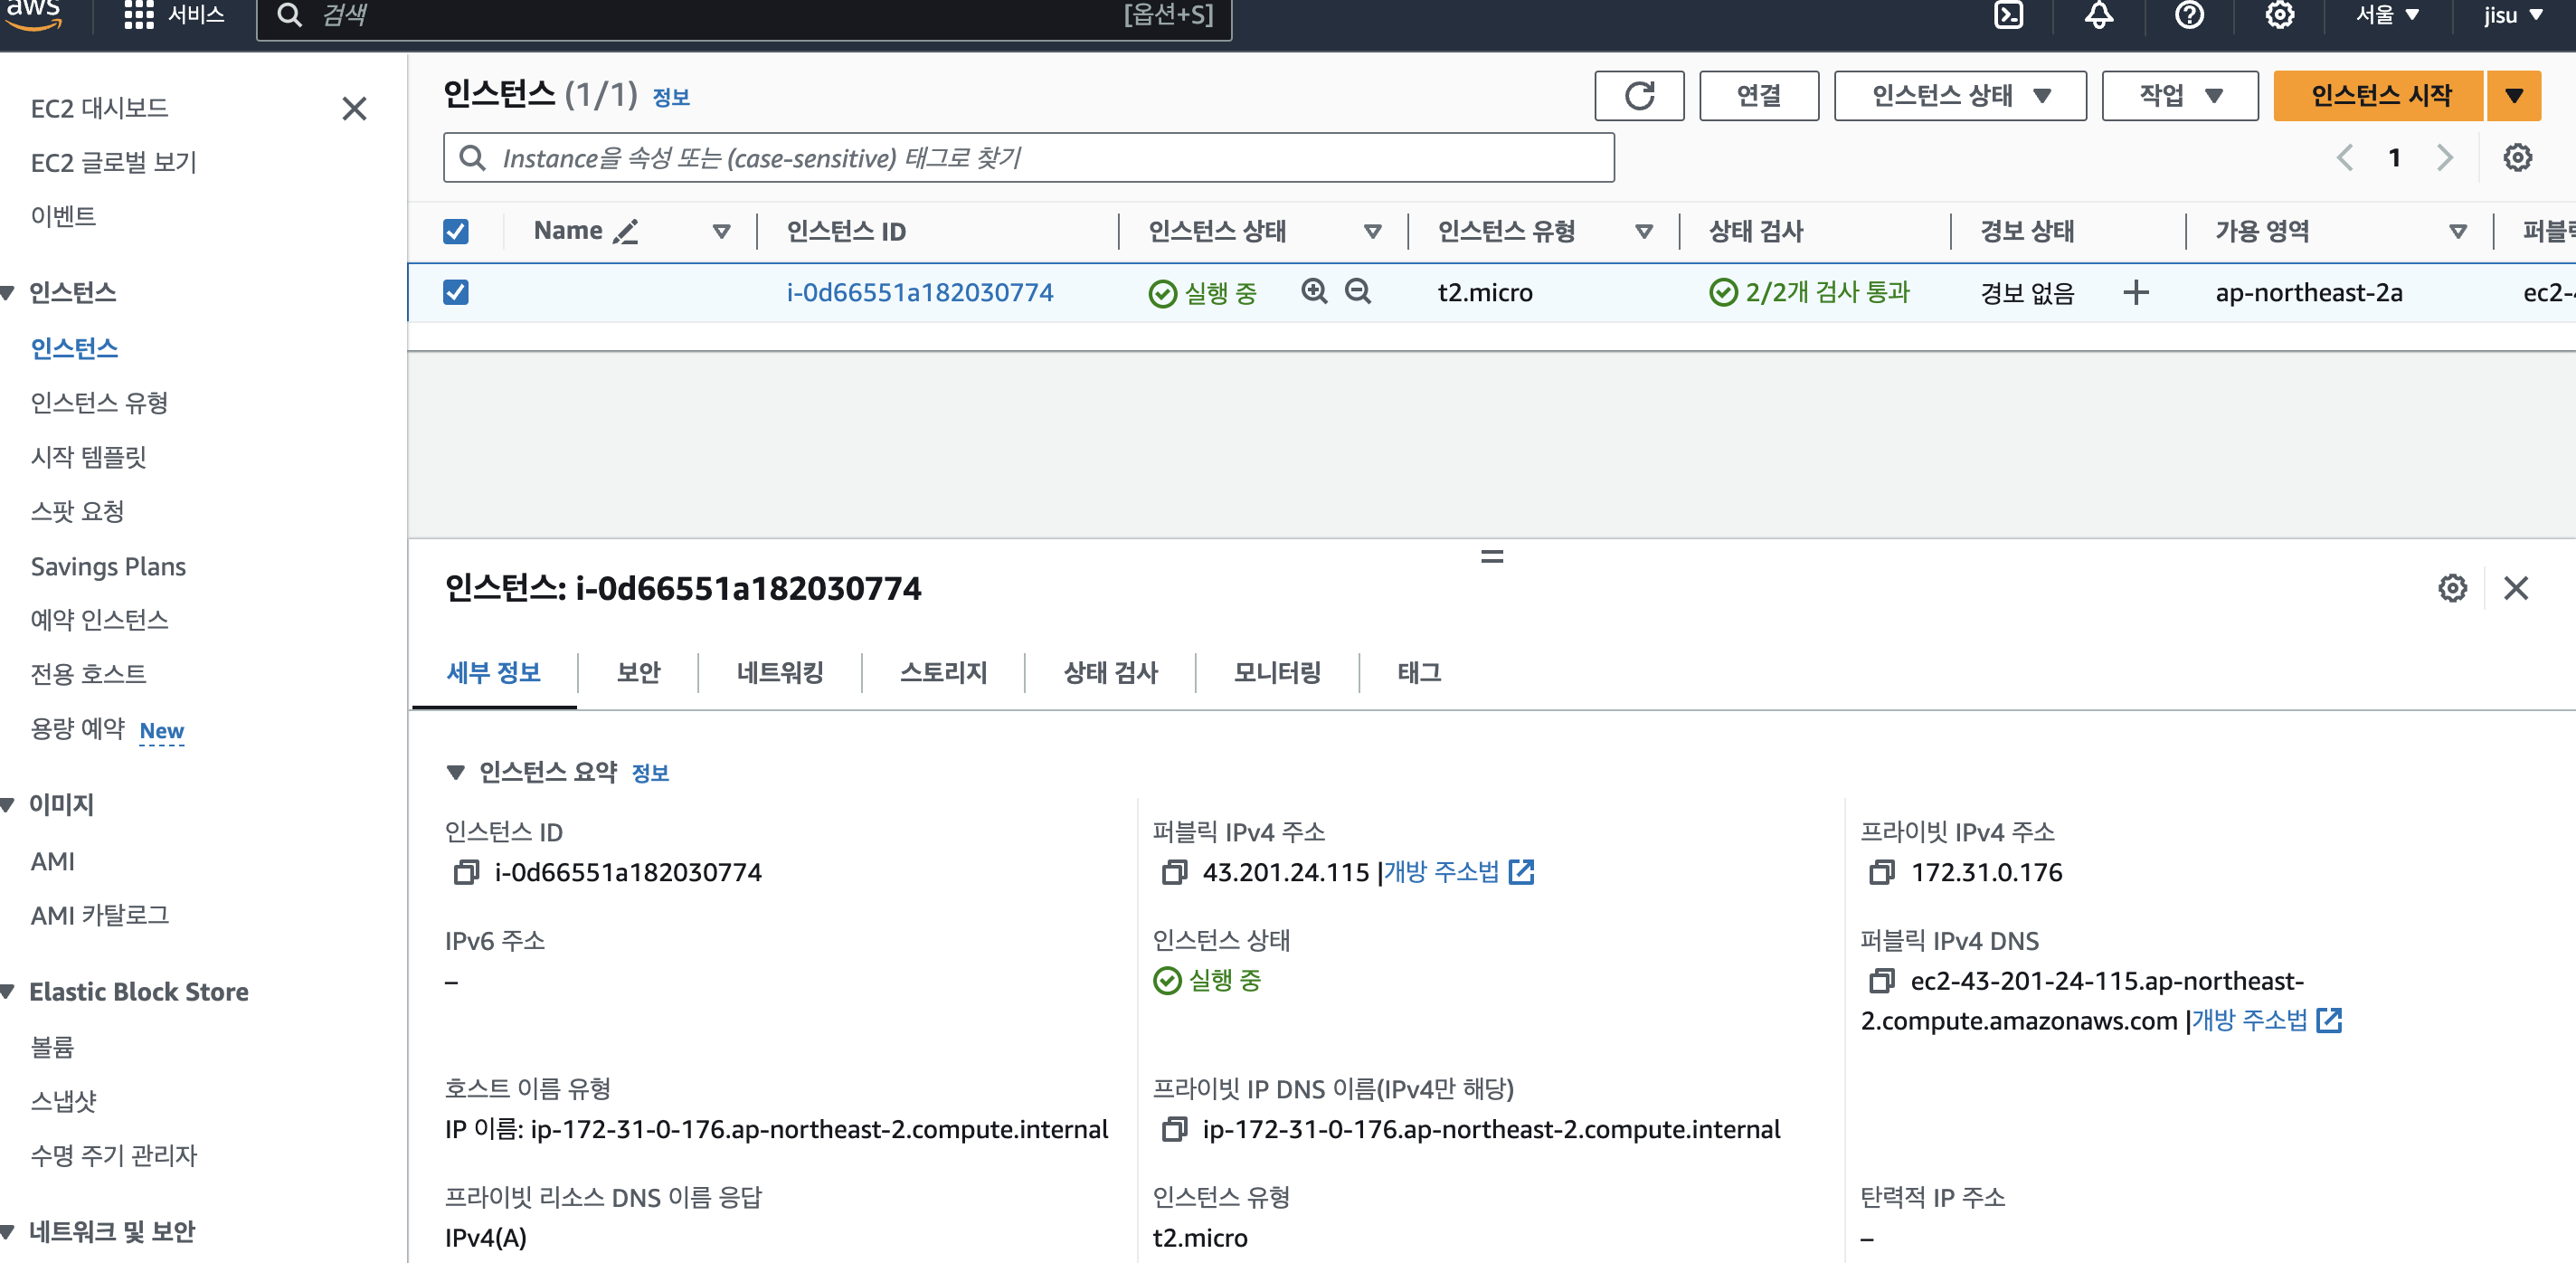 aws
서비스
검색
[옵션+S]
서울
jisu
EC2 대시보드
EC2 글로벌 보기
이벤트
인스턴스
인스턴스
인스턴스 유형
시작 템플릿
스팟 요청
Savings Plans
예약 인스턴스
전용 호스트
용량 예약 New
이미지
AMI
AMI 카탈로그
Elastic Block Store
볼륨
스냅샷
수명 주기 관리자
네트워크 및 보안
인스턴스 (1/1) 정보
연결
인스턴스 상태
작업
인스턴스 시작
Instance을 속성 또는 (case-sensitive) 태그로 찾기
1
Name
인스턴스 ID
인스턴스 상태
인스턴스 유형
상태 검사
경보 상태
가용 영역
i-0d66551a182030774
실행 중
t2.micro
2/2개 검사 통과
경보 없음
ap-northeast-2a
인스턴스: i-0d66551a182030774
세부 정보
보안
네트워킹
스토리지
상태 검사
모니터링
태그
인스턴스 요약 정보
인스턴스 ID
i-0d66551a182030774
퍼블릭 IPv4 주소
43.201.24.115 |개방 주소법
프라이빗 IPv4 주소
172.31.0.176
IPv6 주소
–
인스턴스 상태
실행 중
퍼블릭 IPv4 DNS
ec2-43-201-24-115.ap-northeast-
2.compute.amazonaws.com |개방 주소법
호스트 이름 유형
IP 이름: ip-172-31-0-176.ap-northeast-2.compute.internal
프라이빗 IP DNS 이름(IPv4만 해당)
ip-172-31-0-176.ap-northeast-2.compute.internal
프라이빗 리소스 DNS 이름 응답
IPv4(A)
인스턴스 유형
t2.micro
탄력적 IP 주소
–